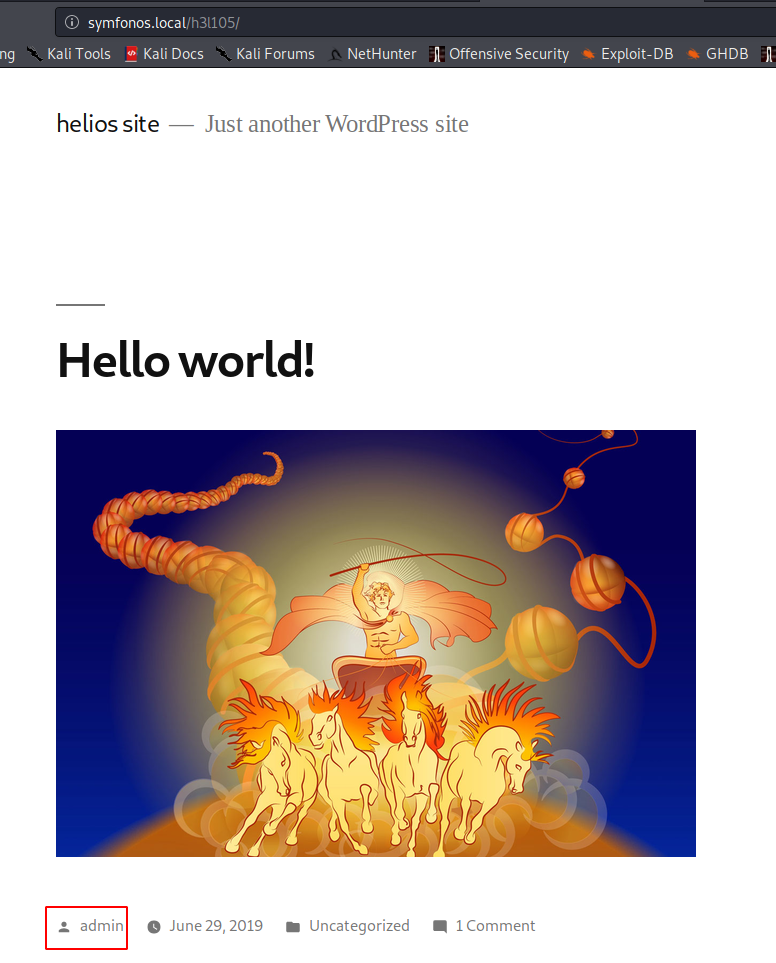 symfonos.local/h3l105/
ng Kali Tools Kali Docs Kali Forums NetHunter Offensive Security Exploit-DB GHDB
helios site — Just another WordPress site
Hello world!
admin June 29, 2019 Uncategorized 1 Comment